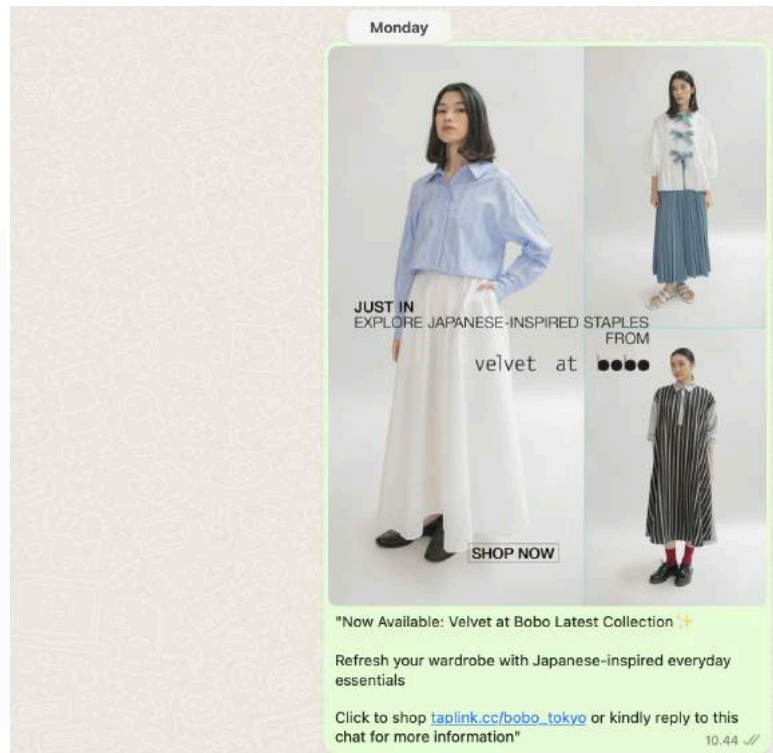 Monday
JUST IN
EXPLORE JAPANESE-INSPIRED STAPLES
FROM
velvet at bobo
SHOP NOW
"Now Available: Velvet at Bobo Latest Collection✨
Refresh your wardrobe with Japanese-inspired everyday
essentials
Click to shop taplink.cc/bobo_tokyo or kindly reply to this
chat for more information"
10.44